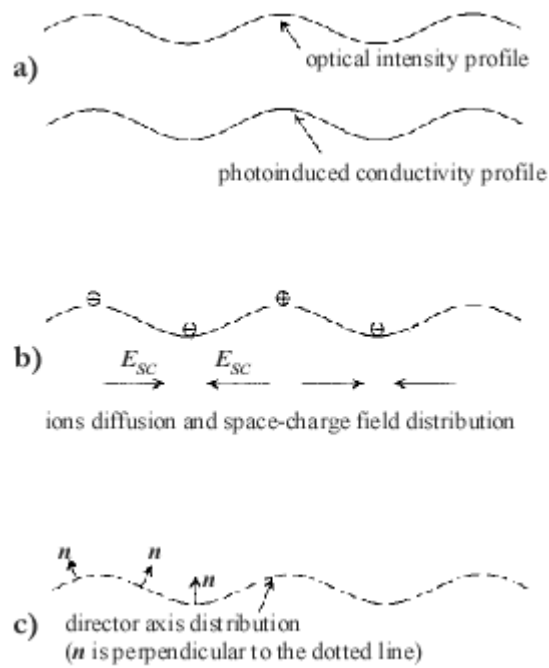 optical intensity profile
a)
photoinduced conductivity profile
b)
E_SC E_SC
ions diffusion and space-charge field distribution
n n n
c)
director axis distribution
(n is perpendicular to the dotted line)